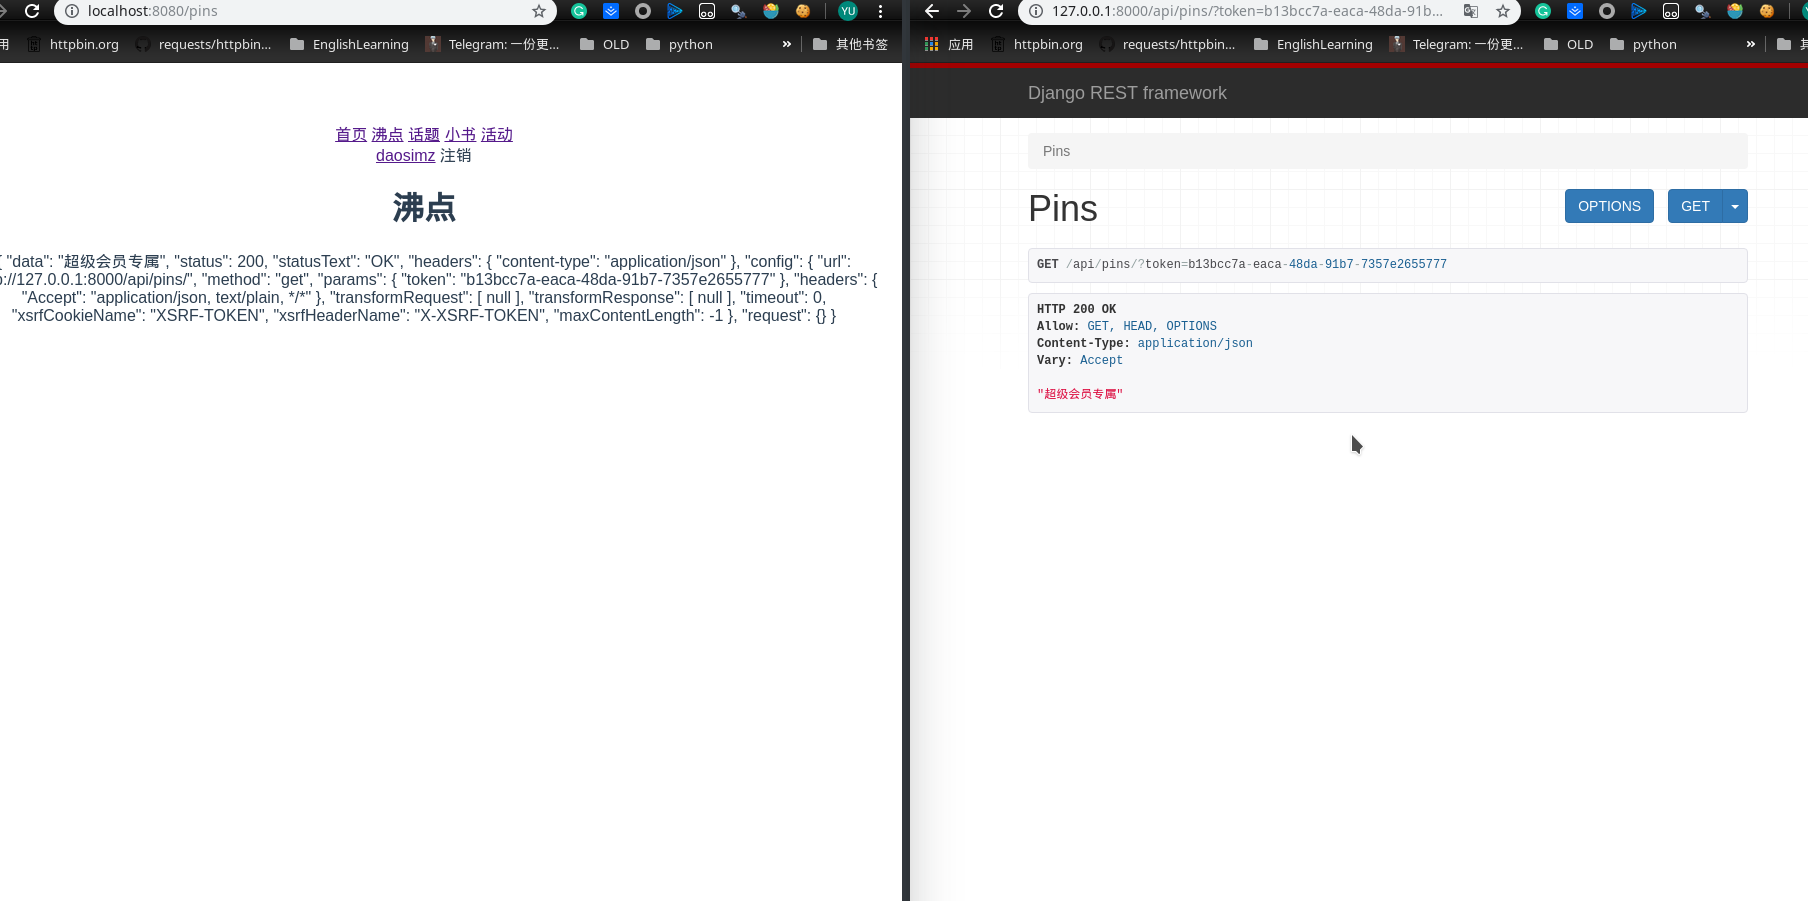 localhost:8080/pins
用 httpbin.org requests/httpbin... EnglishLearning Telegram: 一份更... OLD python » 其他书签
首页 沸点 话题 小书 活动
daosimz 注销
沸点
{ "data": "超级会员专属", "status": 200, "statusText": "OK", "headers": { "content-type": "application/json" }, "config": { "url":
p://127.0.0.1:8000/api/pins/", "method": "get", "params": { "token": "b13bcc7a-eaca-48da-91b7-7357e2655777" }, "headers": {
"Accept": "application/json, text/plain, */*" }, "transformRequest": [ null ], "transformResponse": [ null ], "timeout": 0,
"xsrfCookieName": "XSRF-TOKEN", "xsrfHeaderName": "X-XSRF-TOKEN", "maxContentLength": -1 }, "request": {} }
YU
127.0.0.1:8000/api/pins/?token=b13bcc7a-eaca-48da-91b...
应用 httpbin.org requests/httpbin... EnglishLearning Telegram: 一份更... OLD python »
Django REST framework
Pins
Pins
OPTIONS GET
GET /api/pins/?token=b13bcc7a-eaca-48da-91b7-7357e2655777
HTTP 200 OK
Allow: GET, HEAD, OPTIONS
Content-Type: application/json
Vary: Accept
"超级会员专属"